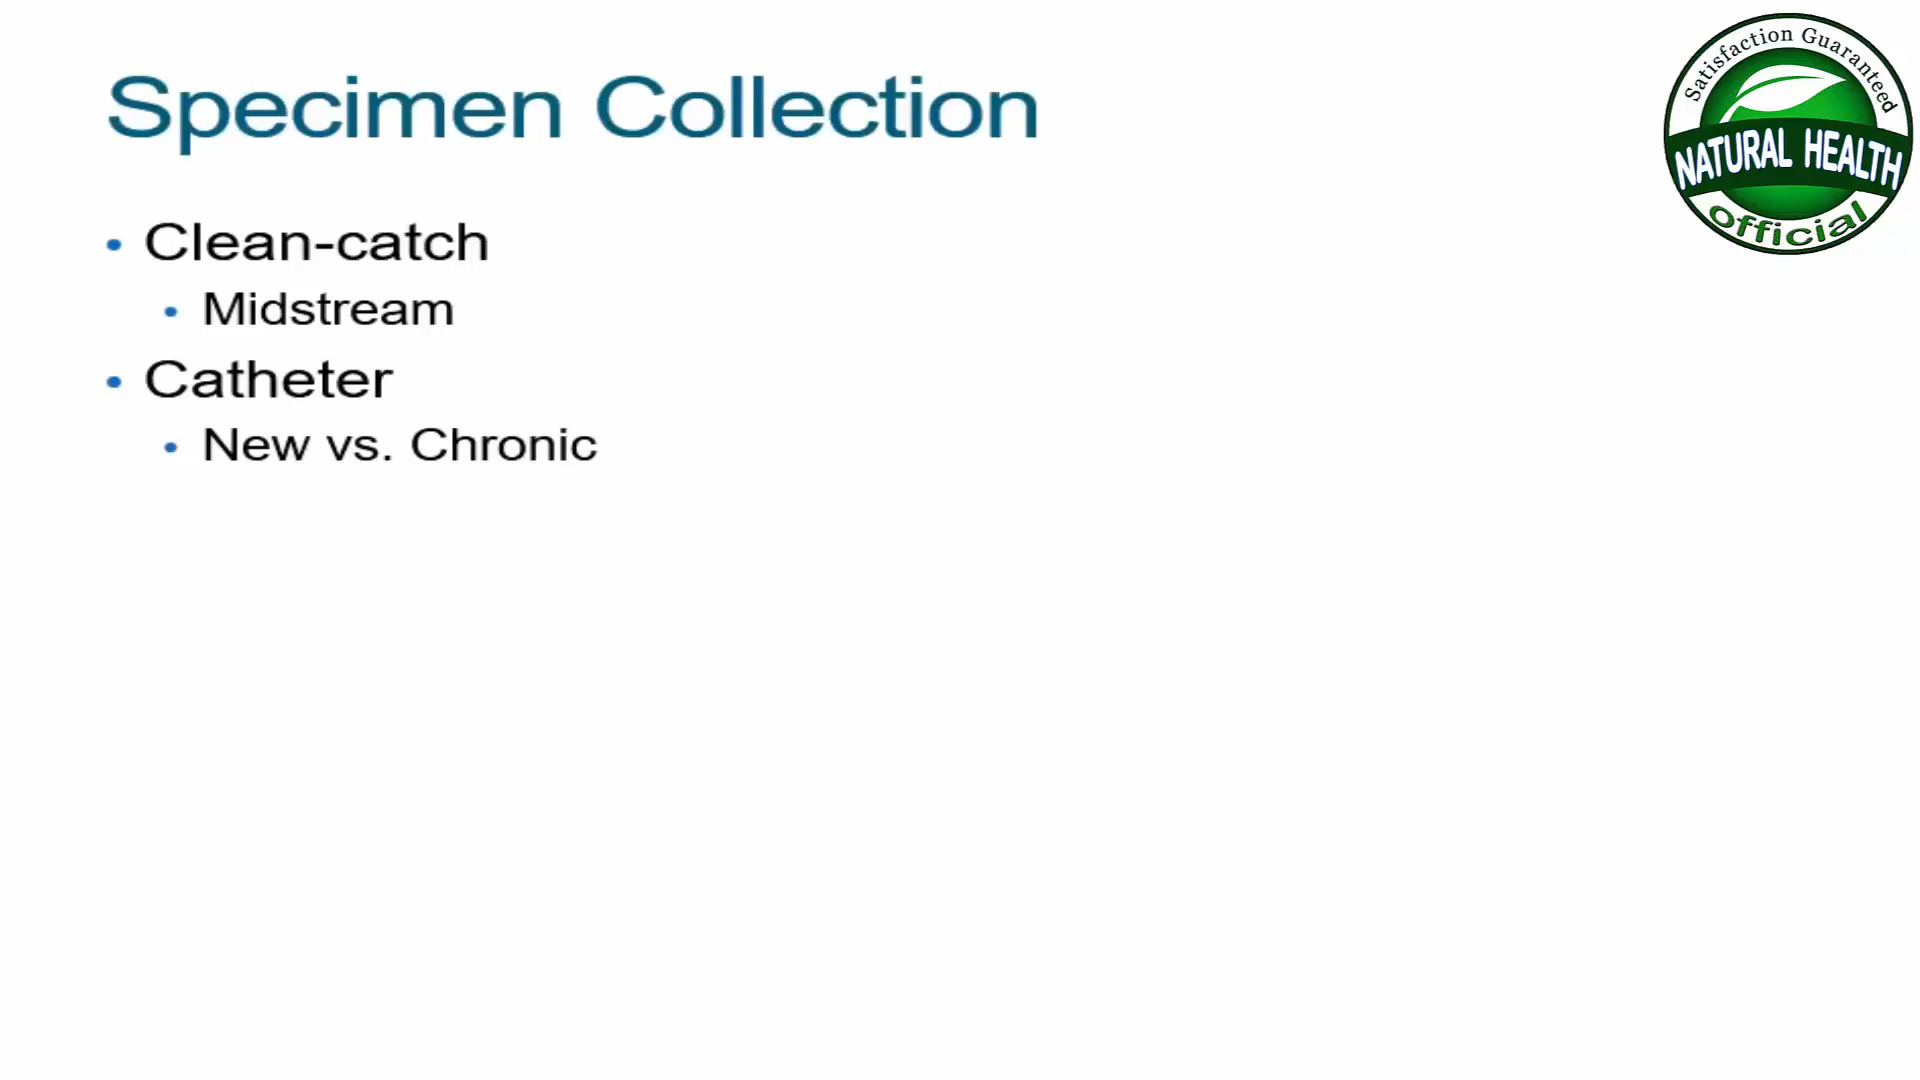 Specimen Collection
Satisfaction Guaranteed
NATURAL HEALTH
official
• Clean-catch
• Midstream
• Catheter
• New vs. Chronic